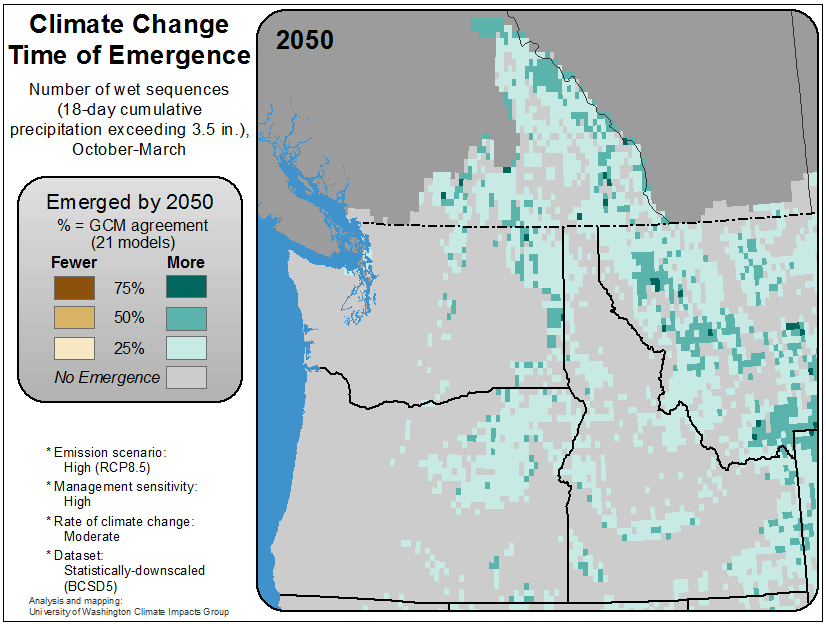 Climate Change
Time of Emergence
Number of wet sequences
(18-day cumulative
precipitation exceeding 3.5 in.),
October-March
Emerged by 2050
% = GCM agreement
(21 models)
Fewer More
75%
50%
25%
No Emergence
* Emission scenario:
High (RCP8.5)
* Management sensitivity:
High
* Rate of climate change:
Moderate
* Dataset:
Statistically-downscaled
(BCSD5)
Analysis and mapping:
University of Washington Climate Impacts Group
2050